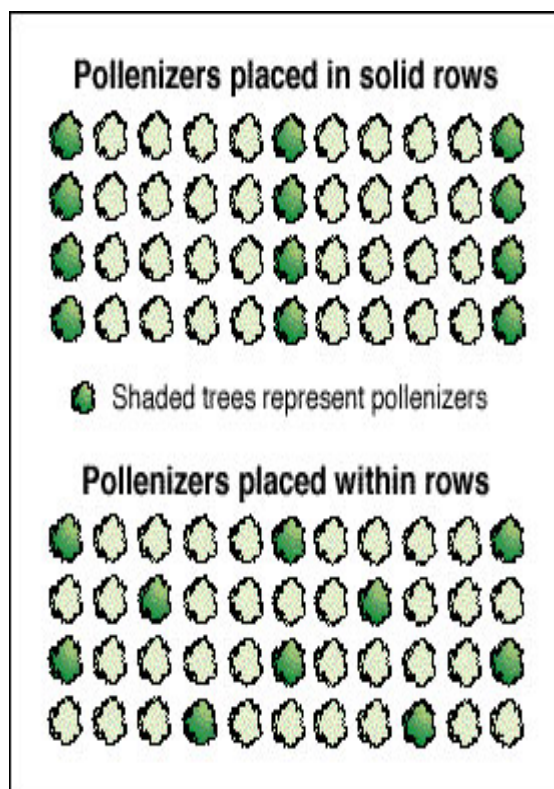 Pollenizers placed in solid rows
Shaded trees represent pollenizers
Pollenizers placed within rows